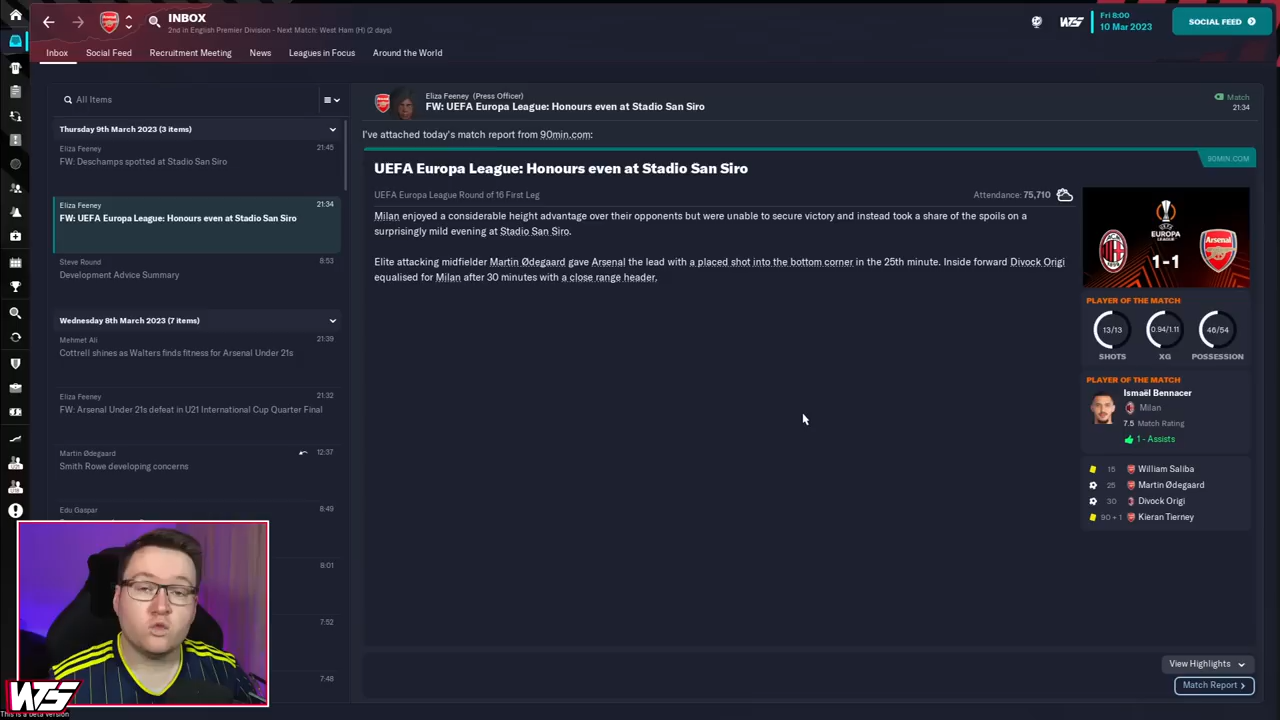 INBOX
2nd in English Premier Division - Next Match: West Ham (H) (2 days)
WTS
Fri 8:00
10 Mar 2023
SOCIAL FEED
Inbox
Social Feed
Recruitment Meeting
News
Leagues in Focus
Around the World
All Items
Thursday 9th March 2023 (3 items)
Eliza Feeney
21:45
FW: Deschamps spotted at Stadio San Siro
Eliza Feeney
21:34
FW: UEFA Europa League: Honours even at Stadio San Siro
Steve Round
8:53
Development Advice Summary
Wednesday 8th March 2023 (7 items)
Mehmet Ali
21:39
Cottrell shines as Walters finds fitness for Arsenal Under 21s
Eliza Feeney
21:32
FW: Arsenal Under 21s defeat in U21 International Cup Quarter Final
Martin Ødegaard
12:37
Smith Rowe developing concerns
Edu Gaspar
8:49
8:01
7:52
7:48
Eliza Feeney (Press Officer)
FW: UEFA Europa League: Honours even at Stadio San Siro
Match
21:34
I've attached today's match report from 90min.com:
90MIN.COM
UEFA Europa League: Honours even at Stadio San Siro
UEFA Europa League Round of 16 First Leg
Attendance: 75,710
Milan enjoyed a considerable height advantage over their opponents but were unable to secure victory and instead took a share of the spoils on a
surprisingly mild evening at Stadio San Siro.
Elite attacking midfielder Martin Ødegaard gave Arsenal the lead with a placed shot into the bottom corner in the 25th minute. Inside forward Divock Origi
equalised for Milan after 30 minutes with a close range header.
EUROPA
LEAGUE
Arsenal
1-1
PLAYER OF THE MATCH
13/13
0.94/1.11
46/54
SHOTS
XG
POSSESSION
PLAYER OF THE MATCH
Ismaël Bennacer
Milan
7.5 Match Rating
1 - Assists
15 William Saliba
25 Martin Ødegaard
30 Divock Origi
90 + 1 Kieran Tierney
View Highlights
Match Report
WTS
This is a beta version